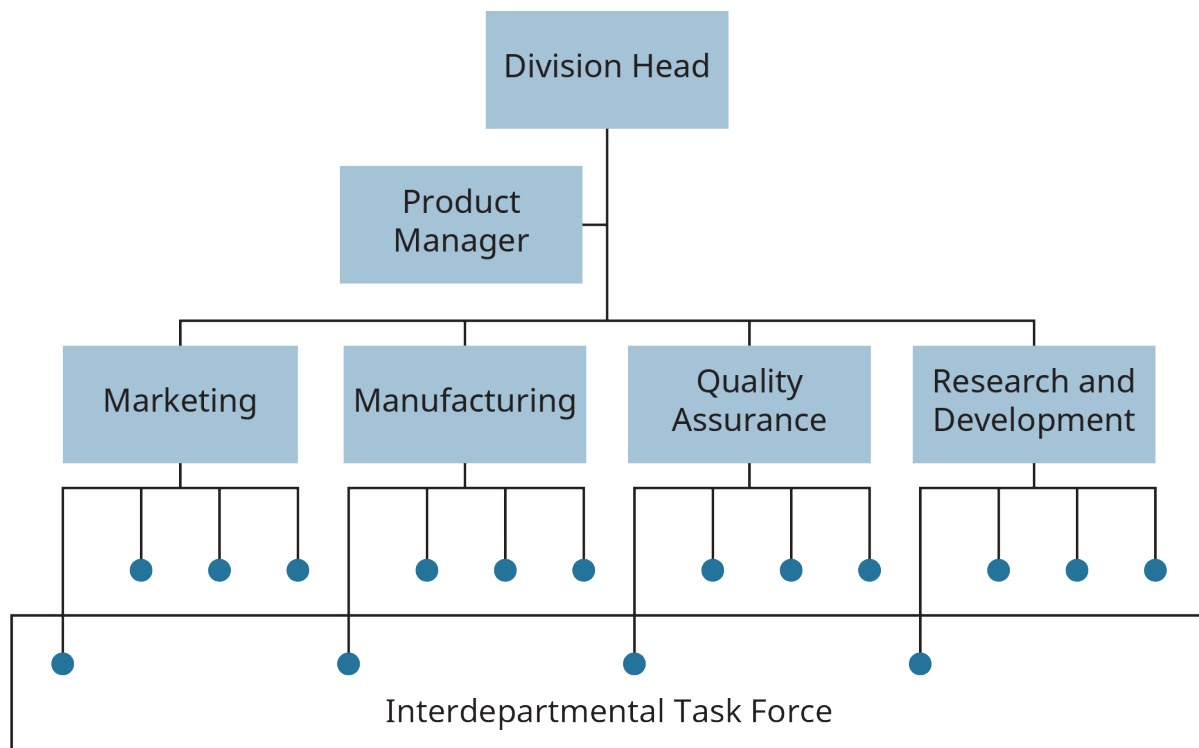 Division Head
Product
Manager
Marketing
Manufacturing
Quality
Assurance
Research and
Development
Interdepartmental Task Force